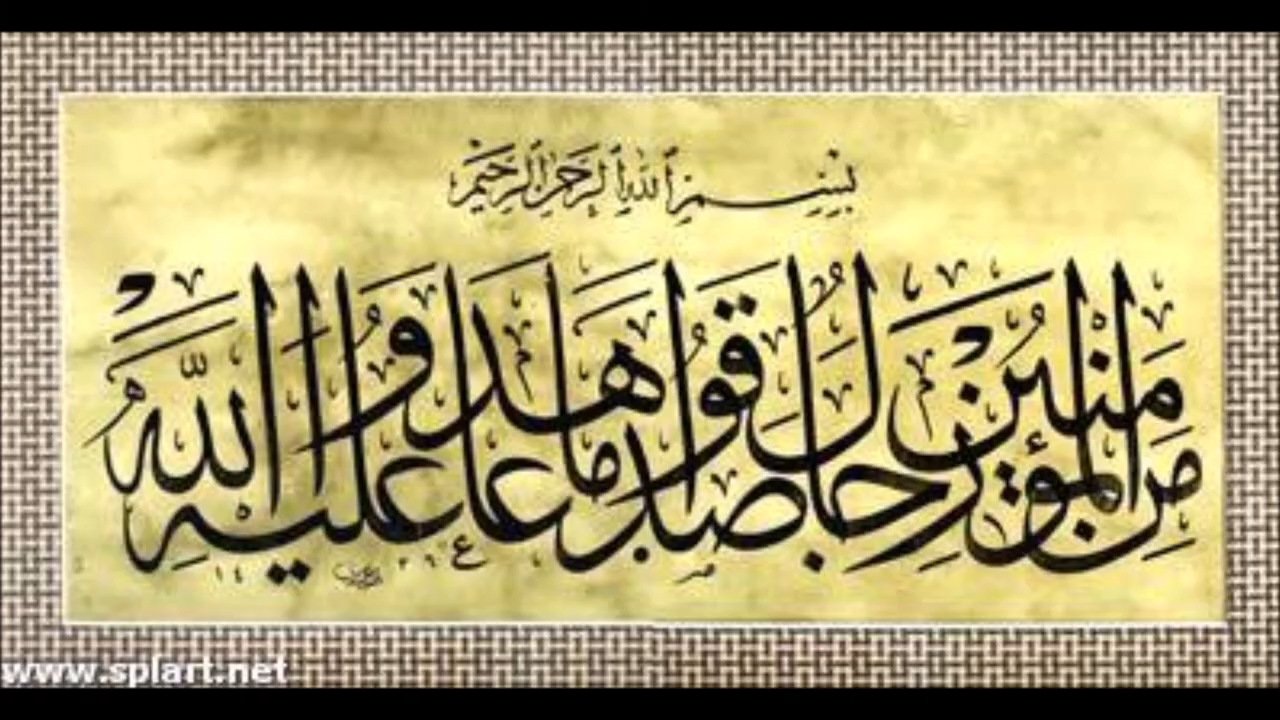 بسم الله الرحمن الرحيم
من المؤمنين رجال صدقوا ما عاهدوا الله عليه
www.splart.net